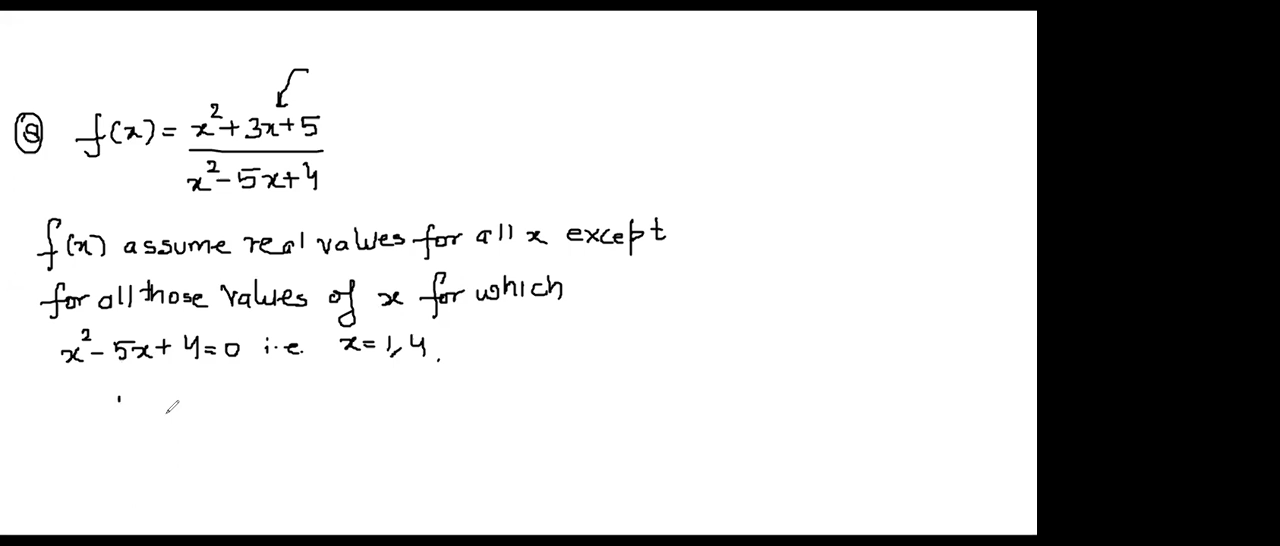 ⑧ f(x) = x²+3x+5
x²-5x+4
f(x) assume real values for all x except
for all those values of x for which
x²-5x+4=0 i.e. x=1,4.